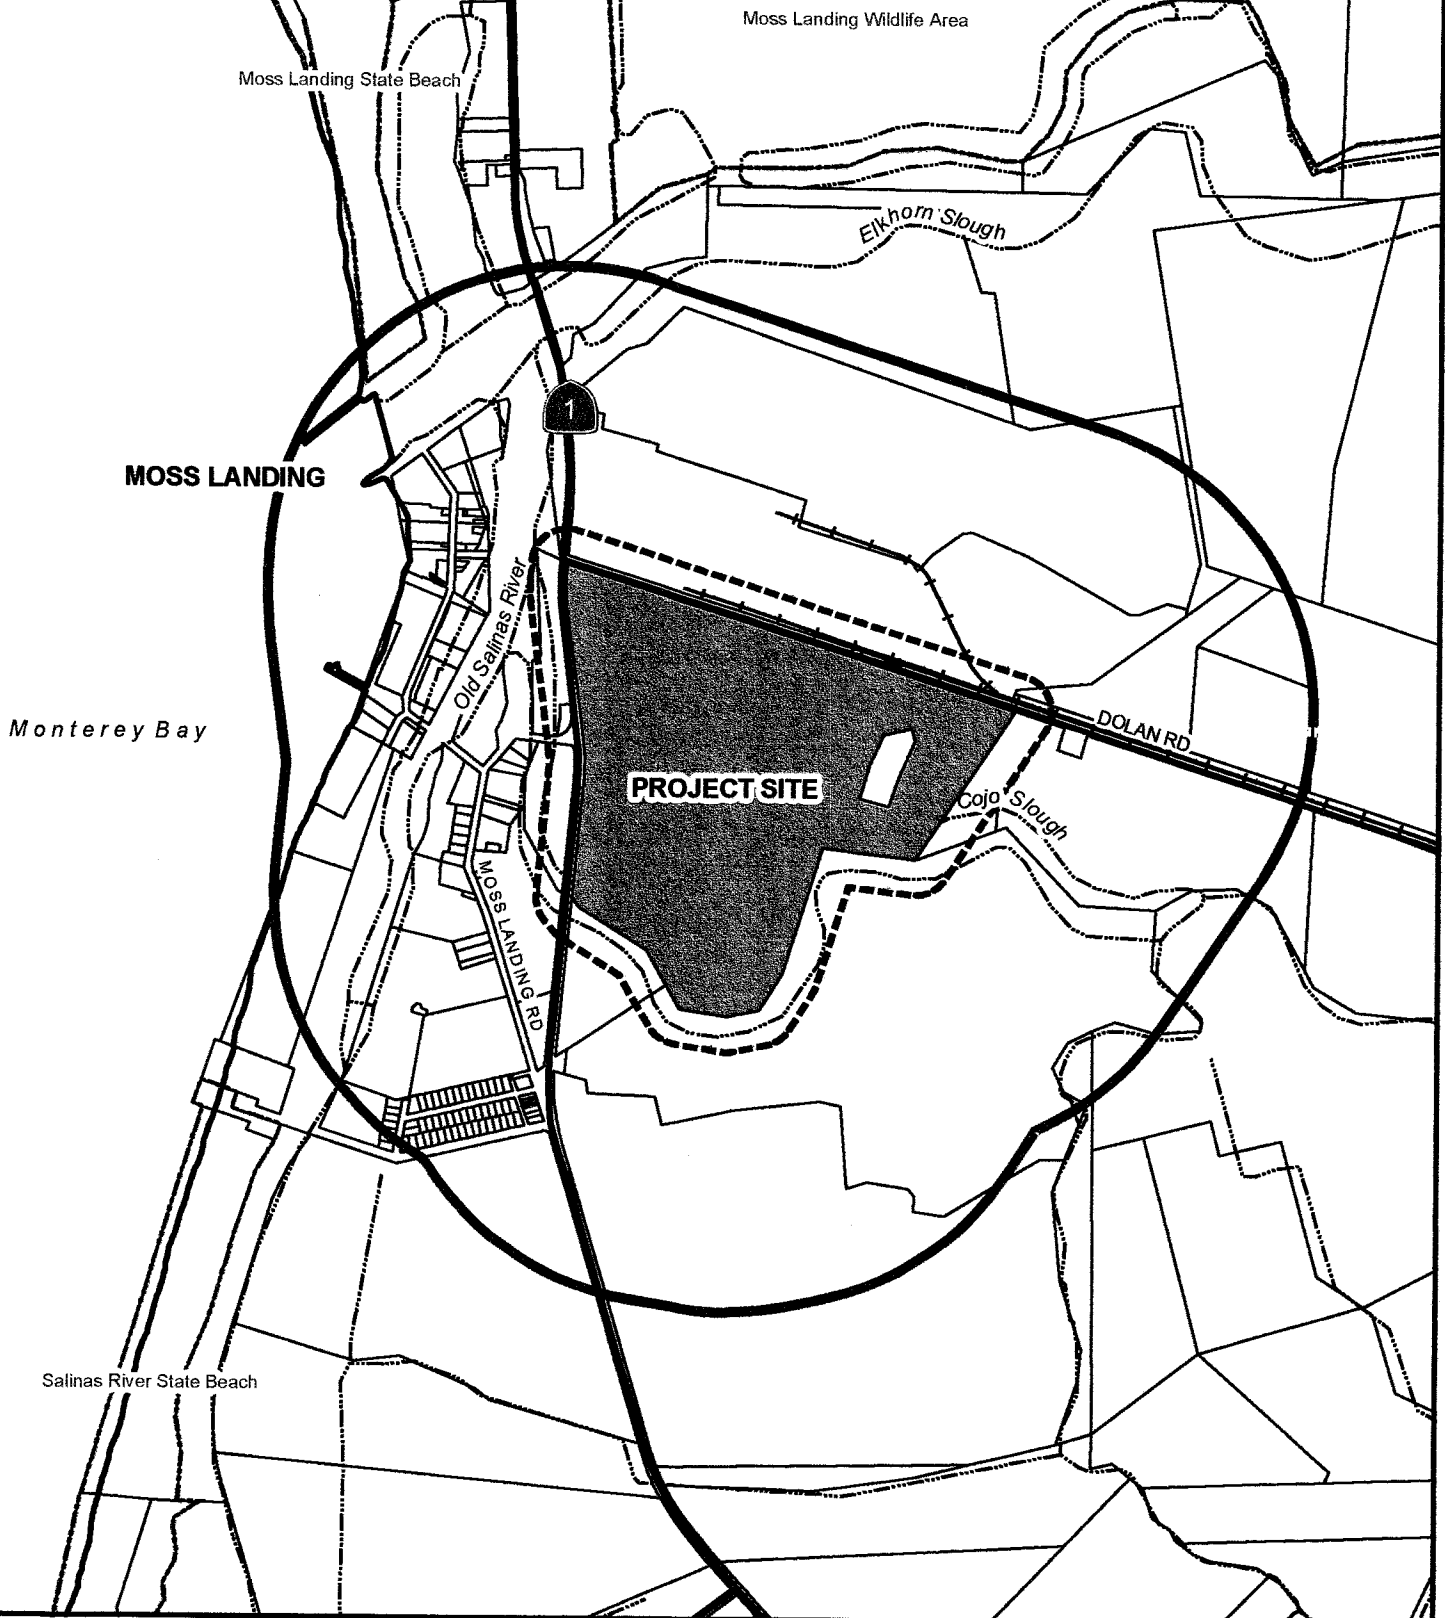 Moss Landing Wildlife Area
Moss Landing State Beach
Elkhorn Slough
1
MOSS LANDING
Old Salinas River
Monterey Bay
DOLAN RD
PROJECT SITE
Cojo Slough
MOSS LANDING RD
Salinas River State Beach